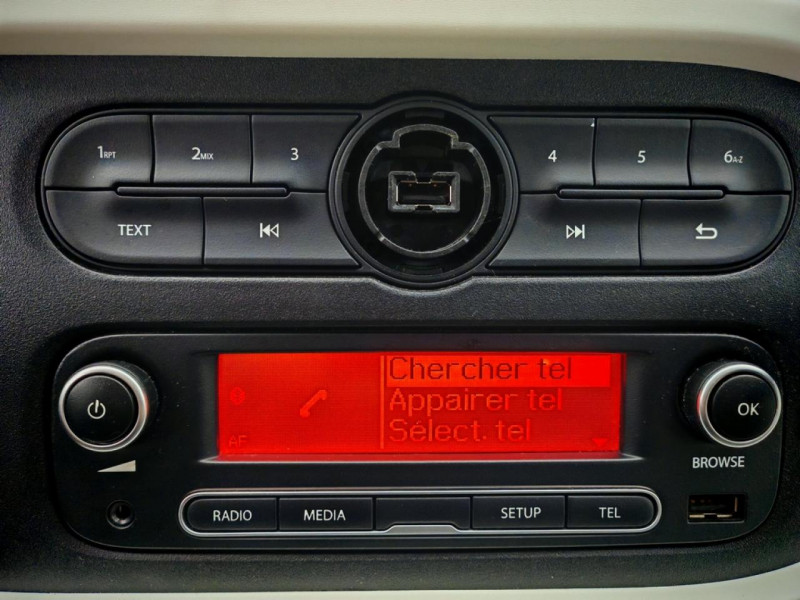 1RPT 2MIX 3 4 5 6A-Z
TEXT
Chercher tel
Appairer tel
Sélect. tel
AF
OK
BROWSE
RADIO MEDIA SETUP TEL